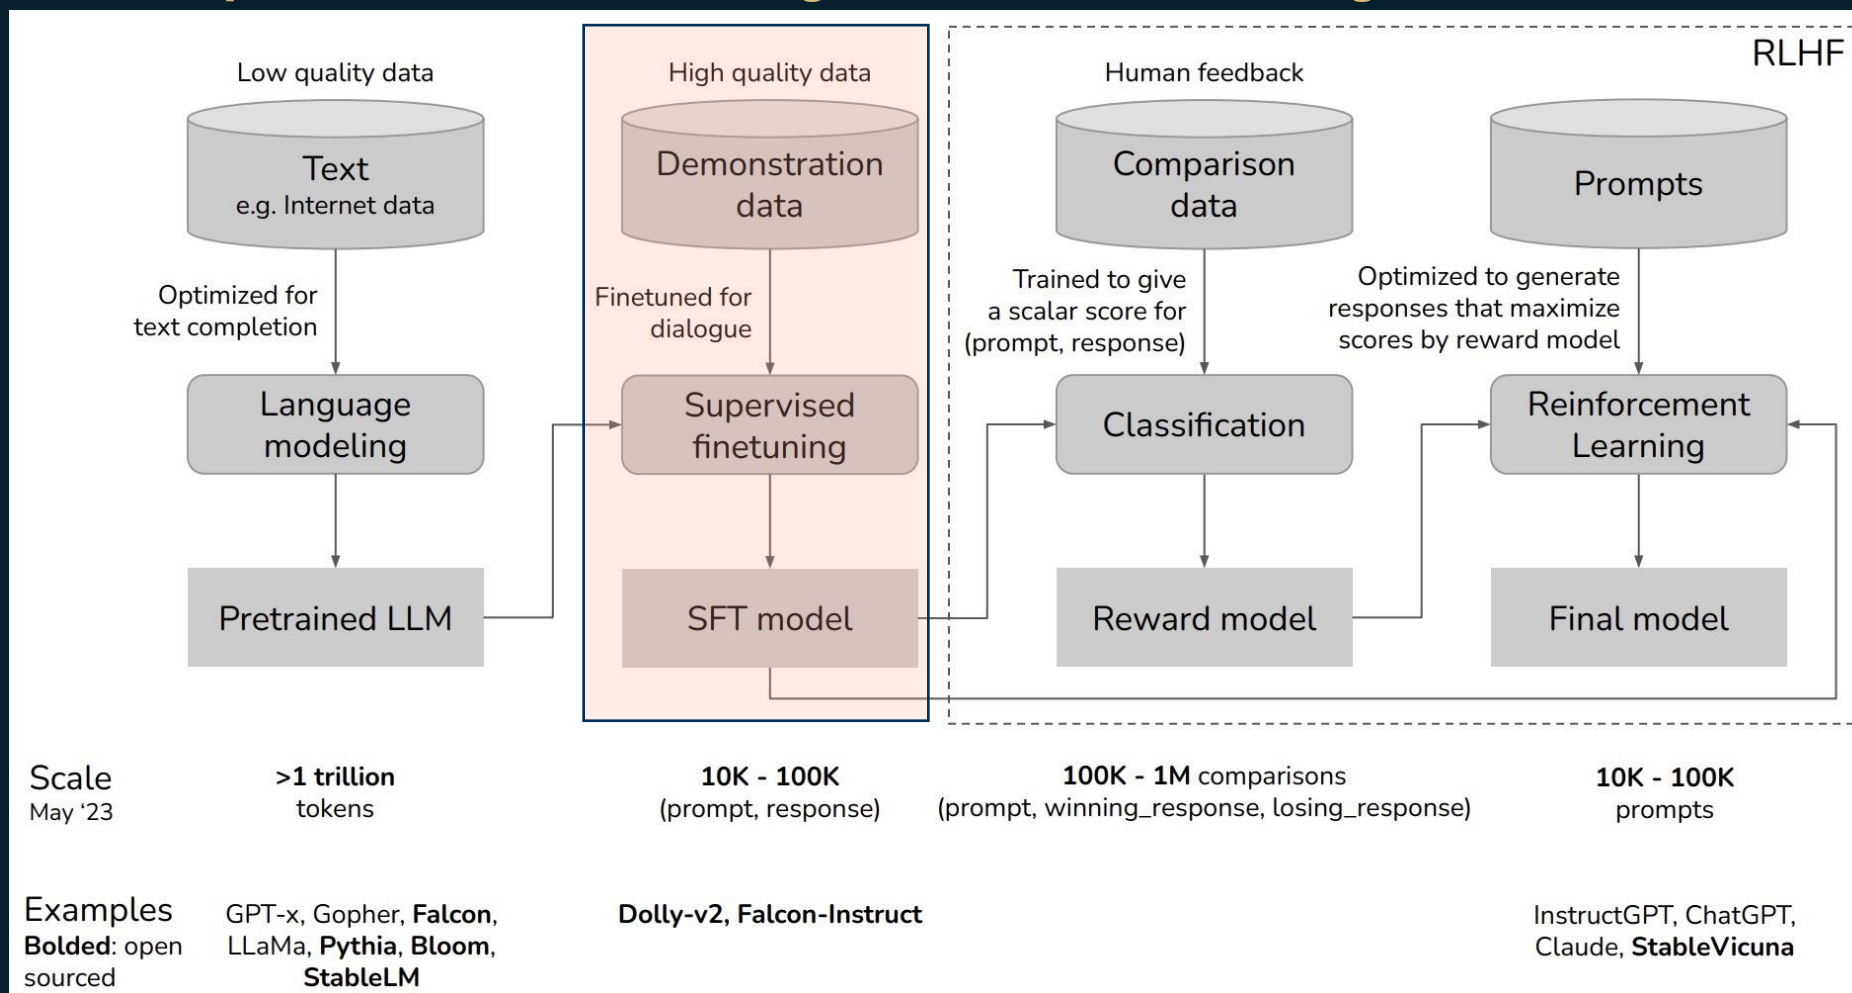 RLHF
Low quality data
Text
e.g. Internet data
Optimized for
text completion
Language
modeling
Pretrained LLM
High quality data
Demonstration
data
Finetuned for
dialogue
Supervised
finetuning
SFT model
Human feedback
Comparison
data
Trained to give
a scalar score for
(prompt, response)
Classification
Reward model
Prompts
Optimized to generate
responses that maximize
scores by reward model
Reinforcement
Learning
Final model
Scale
May ‘23
>1 trillion
tokens
10K - 100K
(prompt, response)
100K - 1M comparisons
(prompt, winning_response, losing_response)
10K - 100K
prompts
Examples
Bolded: open
sourced
GPT-x, Gopher, Falcon,
LLaMa, Pythia, Bloom,
StableLM
Dolly-v2, Falcon-Instruct
InstructGPT, ChatGPT,
Claude, StableVicuna